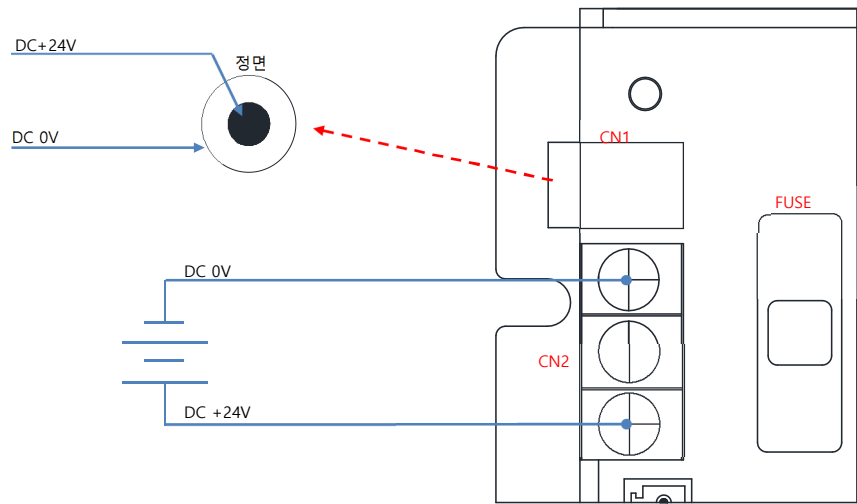 DC+24V
정면
DC 0V
CN1
FUSE
DC 0V
CN2
DC +24V